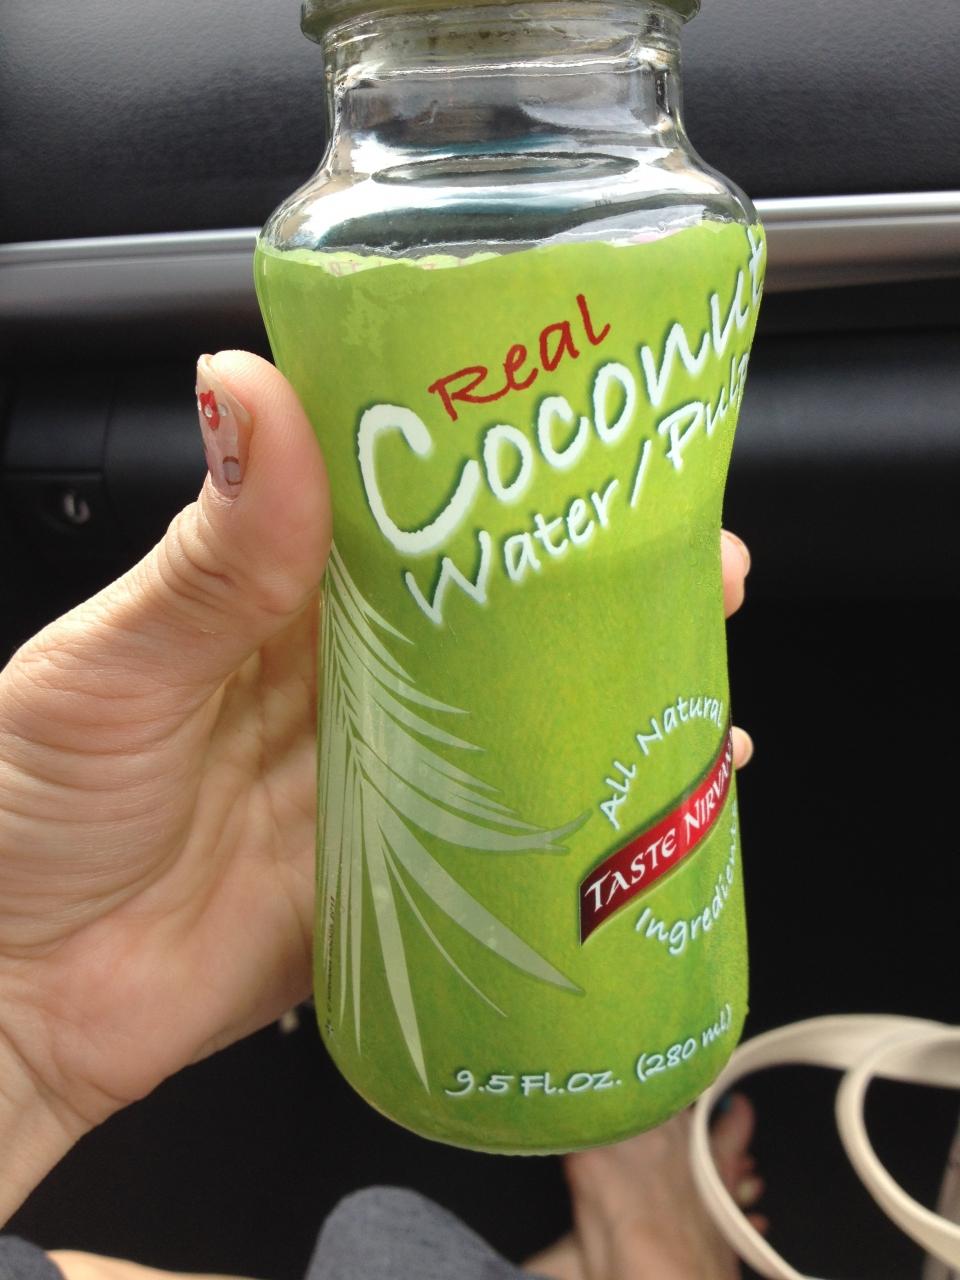 Real
Coconut
Water/Pulp
All Natural
TASTE NIRVANA
Ingredients
9.5 Fl.oz. (280 ml)